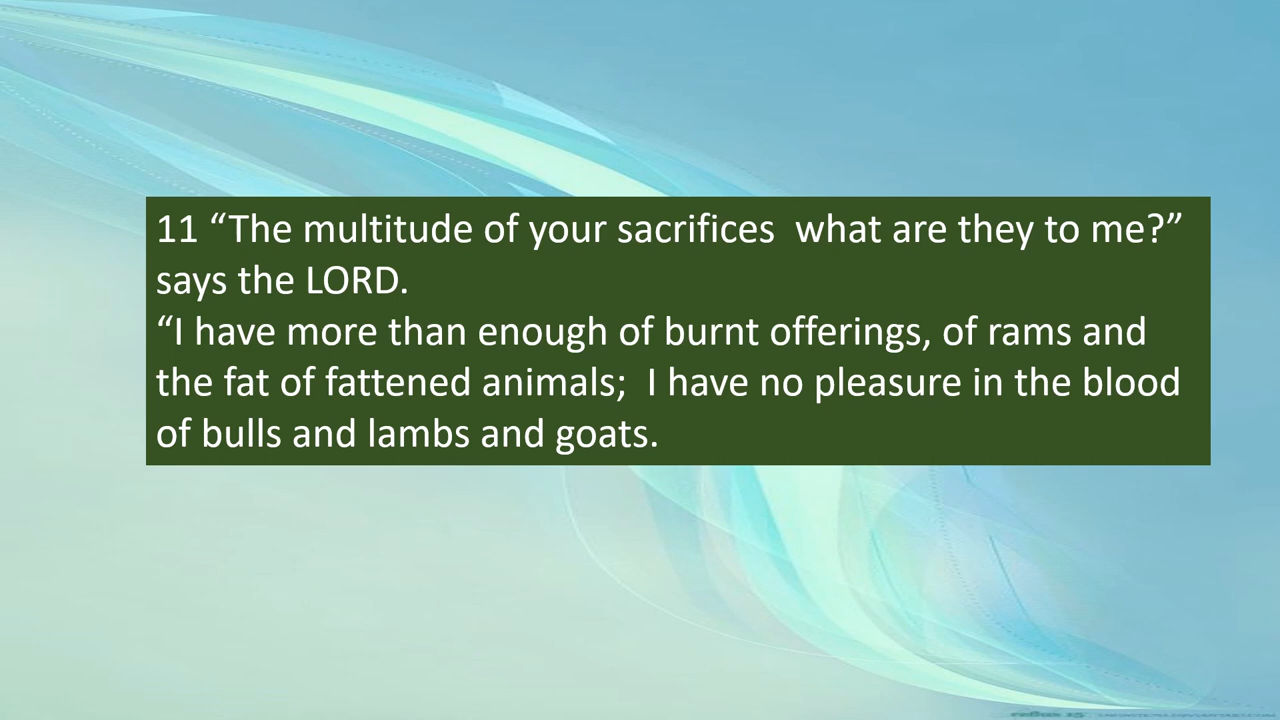 11 “The multitude of your sacrifices  what are they to me?”
says the LORD.
“I have more than enough of burnt offerings, of rams and
the fat of fattened animals;  I have no pleasure in the blood
of bulls and lambs and goats.